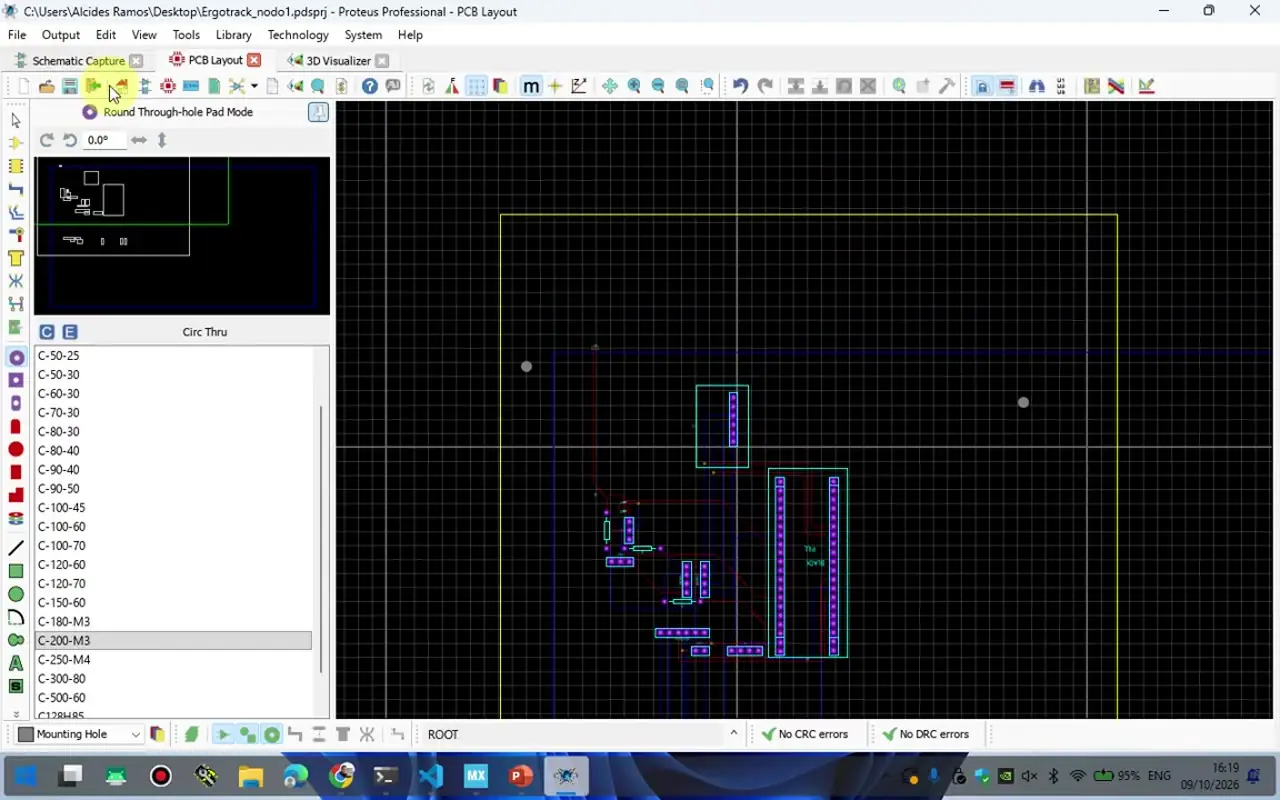 C:\Users\Alcides Ramos\Desktop\Ergotrack_nodo1.pdsprj - Proteus Professional - PCB Layout
File Output Edit View Tools Library Technology System Help
Schematic Capture PCB Layout 3D Visualizer
m
Round Through-hole Pad Mode
0.0°
C E Circ Thru
C-50-25
C-50-30
C-60-30
C-70-30
C-80-30
C-80-40
C-90-40
C-90-50
C-100-45
C-100-60
C-100-70
C-120-60
C-120-70
C-150-60
C-180-M3
C-200-M3
C-250-M4
C-300-80
C-500-60
C128H85
Mounting Hole ROOT No CRC errors No DRC errors
MX 95% ENG 16:19
09/10/2026